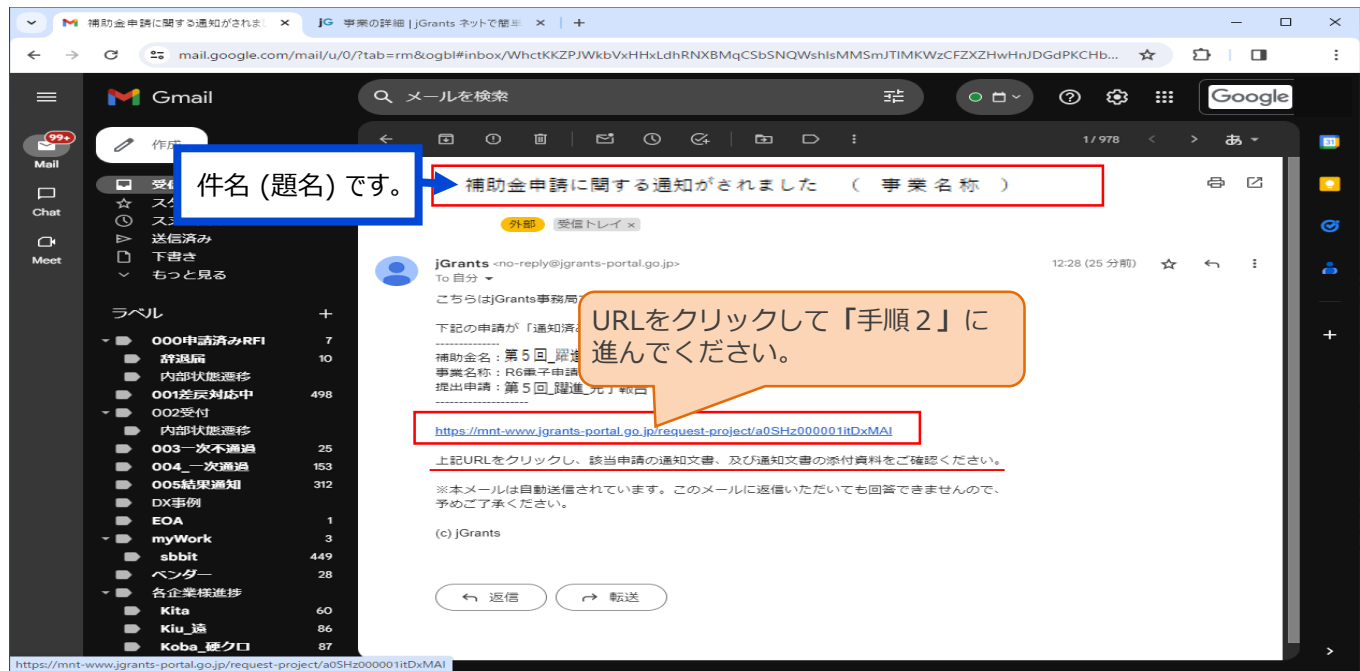 補助金申請に関する通知がされまし
jG 事業の詳細 | jGrants ネットで簡単
mail.google.com/mail/u/0/?tab=rm&ogbl#inbox/WhctKKZPJWkbVxHHxLdhRNXBMqCSbSNQWshlsMMSmJTlMKWzCFZXZHwHnJDGdPKCHb...
Gmail
メールを検索
Google
99+
Mail
Chat
Meet
作成
1/978
あ
31
件名 (題名) です。
補助金申請に関する通知がされました ( 事業名称 )
外部 受信トレイ ×
送信済み
下書き
もっと見る
ラベル
000申請済みRFI 7
辞退届 10
内部状態遷移
001差戻対応中 498
002受付
内部状態遷移
003一次不通過 25
004_一次通過 153
005結果通知 312
DX事例
EOA 1
myWork 3
sbbit 449
ベンダー 28
各企業様進捗
Kita 60
Kiu_遠 86
Koba_硬クロ 87
jGrants <no-reply@jgrants-portal.go.jp>
12:28 (25 分前)
To 自分
こちらはjGrants事務局
下記の申請が「通知済
--------------
補助金名：第５回_躍進
事業名称：R6電子申請
提出申請：第５回_躍進_完了報告
--------------------
URLをクリックして「手順２」に
進んでください。
https://mnt-www.jgrants-portal.go.jp/request-project/a0SHz000001itDxMAI
上記URLをクリックし、該当申請の通知文書、及び通知文書の添付資料をご確認ください。
※本メールは自動送信されています。このメールに返信いただいても回答できませんので、
予めご了承ください。
(c) jGrants
返信
転送
https://mnt-www.jgrants-portal.go.jp/request-project/a0SHz000001itDxMAI